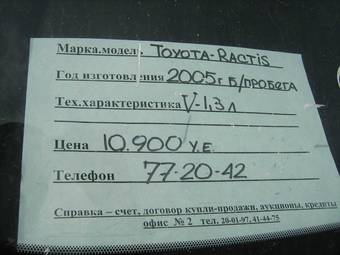 Марка.модель TOYOTA-RACTIS
Год изготовления 2005г Б/ПРОБЕГА
Тех.характеристика V-1,3л
Цена 10.900 У.Е.
Телефон 77-20-42
Справка – счет, договор купли-продажи, аукционы, кредиты
офис № 2 тел. 20-01-97, 41-44-75